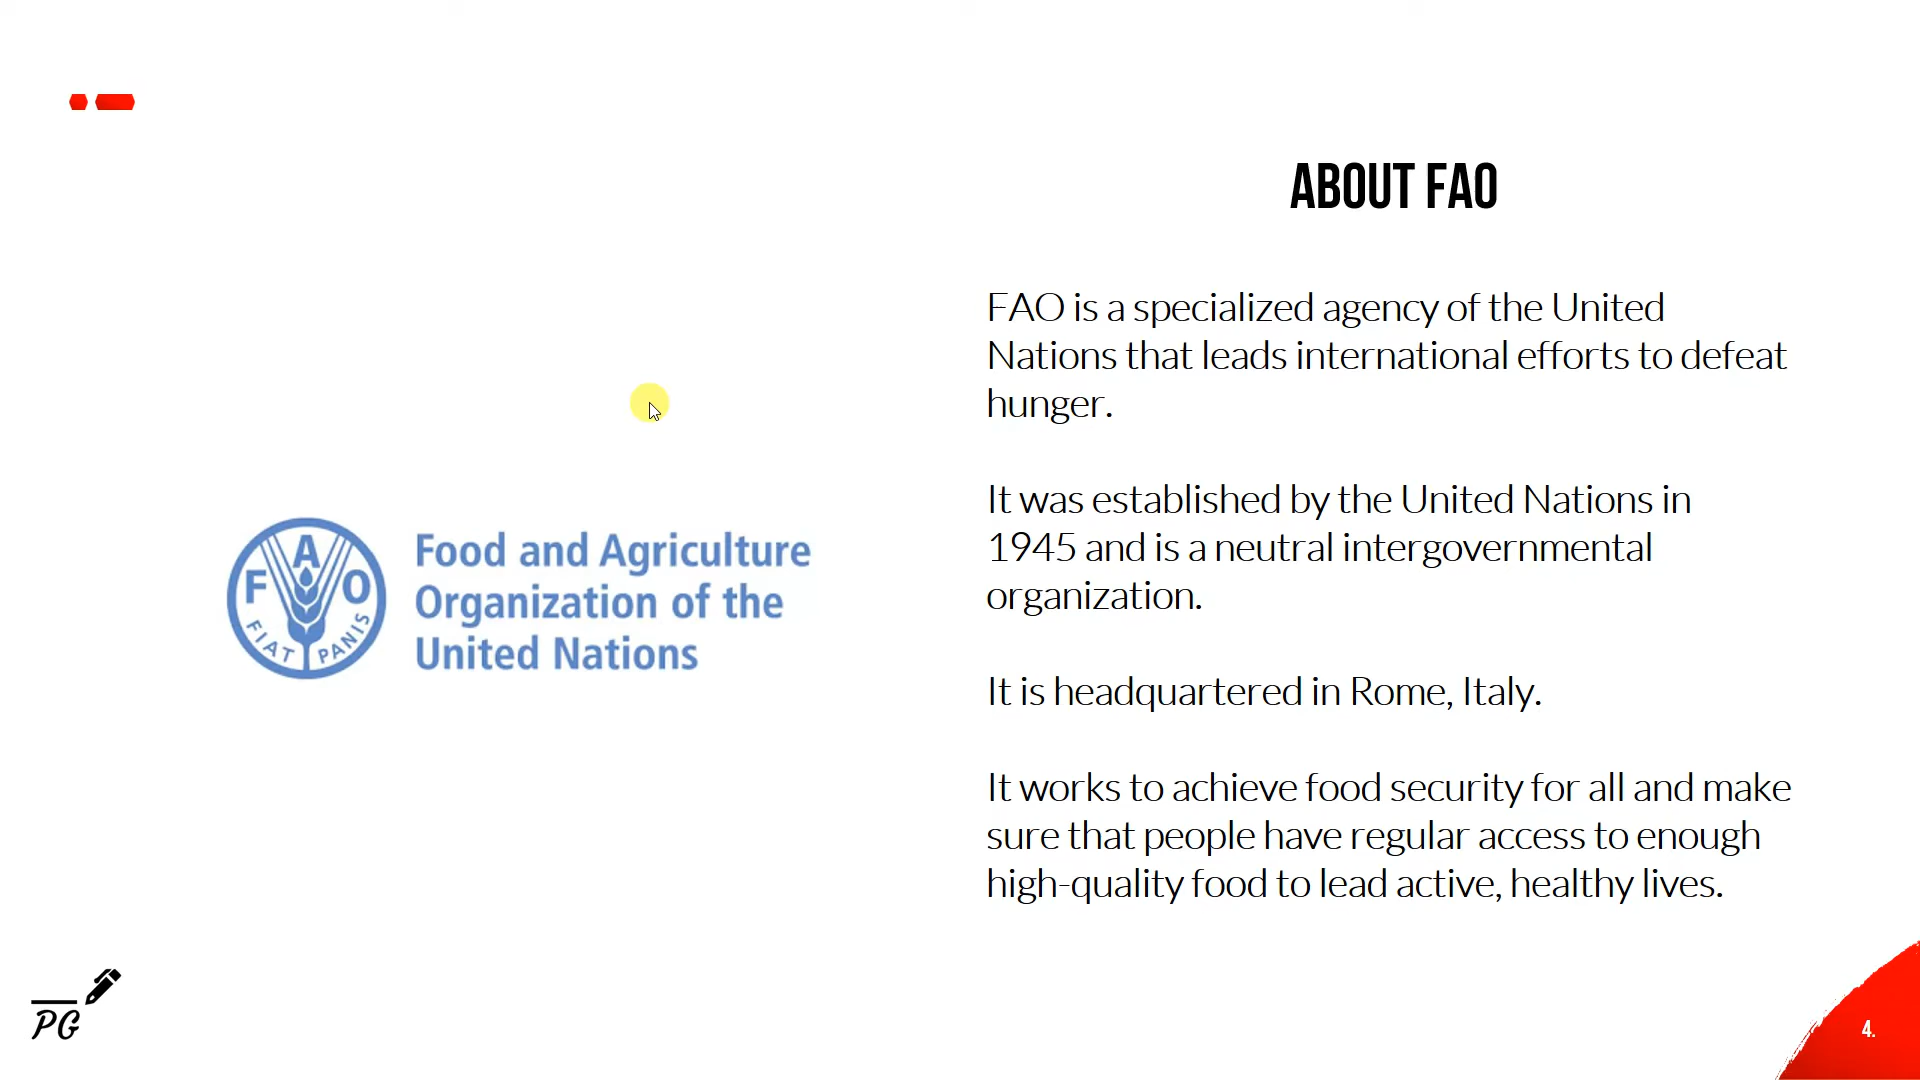 ABOUT FAO
FAO is a specialized agency of the United
Nations that leads international efforts to defeat
hunger.
It was established by the United Nations in
1945 and is a neutral intergovernmental
organization.
It is headquartered in Rome, Italy.
It works to achieve food security for all and make
sure that people have regular access to enough
high-quality food to lead active, healthy lives.
F A O
FIAT PANIS
Food and Agriculture
Organization of the
United Nations
PG
4.